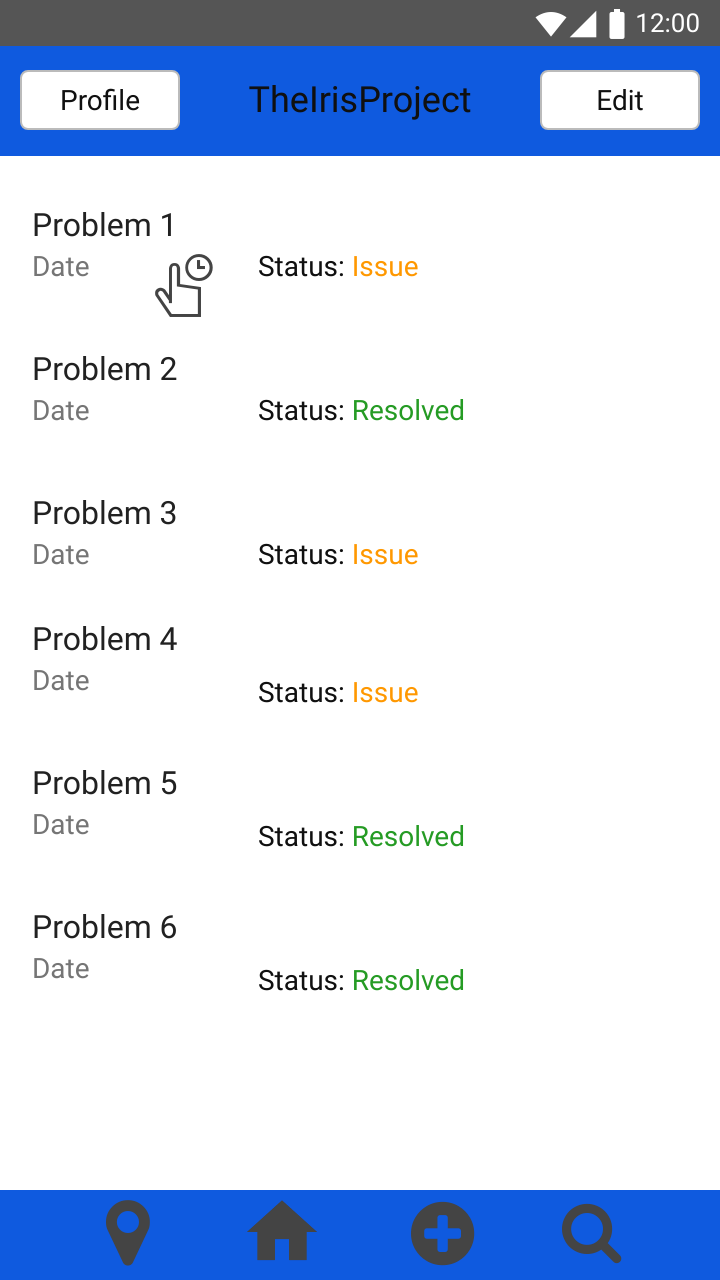 12:00
Profile TheIrisProject Edit
Problem 1
Date Status: Issue
Problem 2
Date Status: Resolved
Problem 3
Date Status: Issue
Problem 4
Date Status: Issue
Problem 5
Date Status: Resolved
Problem 6
Date Status: Resolved